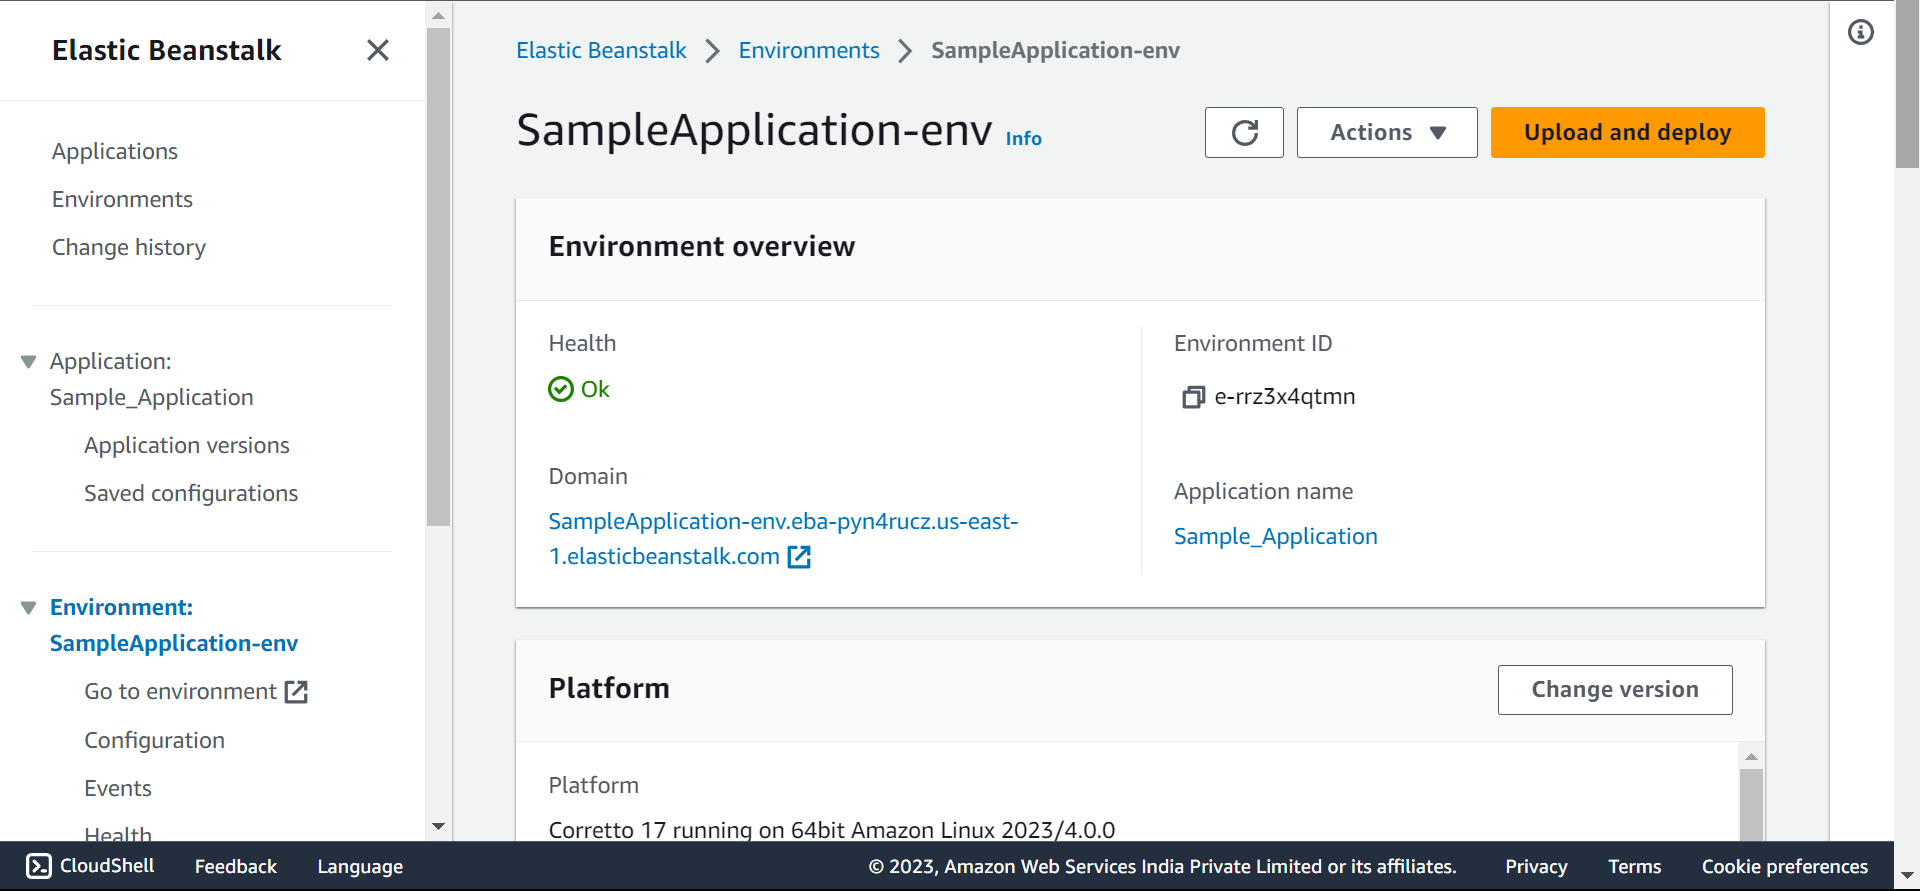 Elastic Beanstalk
Applications
Environments
Change history
Application:
Sample_Application
Application versions
Saved configurations
Environment:
SampleApplication-env
Go to environment
Configuration
Events
Health
Elastic Beanstalk
Environments
SampleApplication-env
SampleApplication-env Info
Actions
Upload and deploy
Environment overview
Health
Ok
Domain
SampleApplication-env.eba-pyn4rucz.us-east-
1.elasticbeanstalk.com
Environment ID
e-rrz3x4qtmn
Application name
Sample_Application
Platform
Change version
Platform
Corretto 17 running on 64bit Amazon Linux 2023/4.0.0
CloudShell
Feedback
Language
© 2023, Amazon Web Services India Private Limited or its affiliates.
Privacy
Terms
Cookie preferences